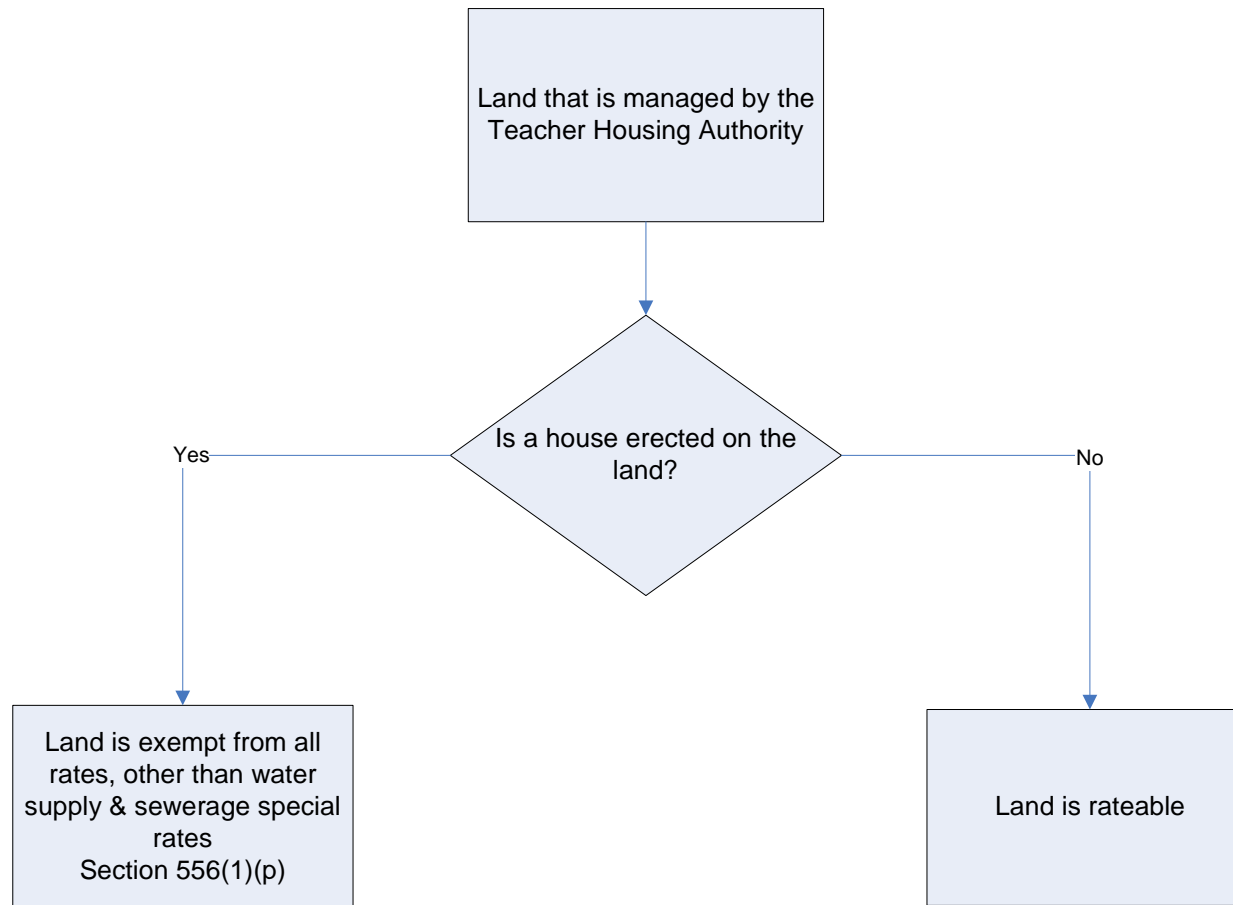 Land that is managed by the
Teacher Housing Authority
Is a house erected on the
land?
Yes
No
Land is exempt from all
rates, other than water
supply & sewerage special
rates
Section 556(1)(p)
Land is rateable